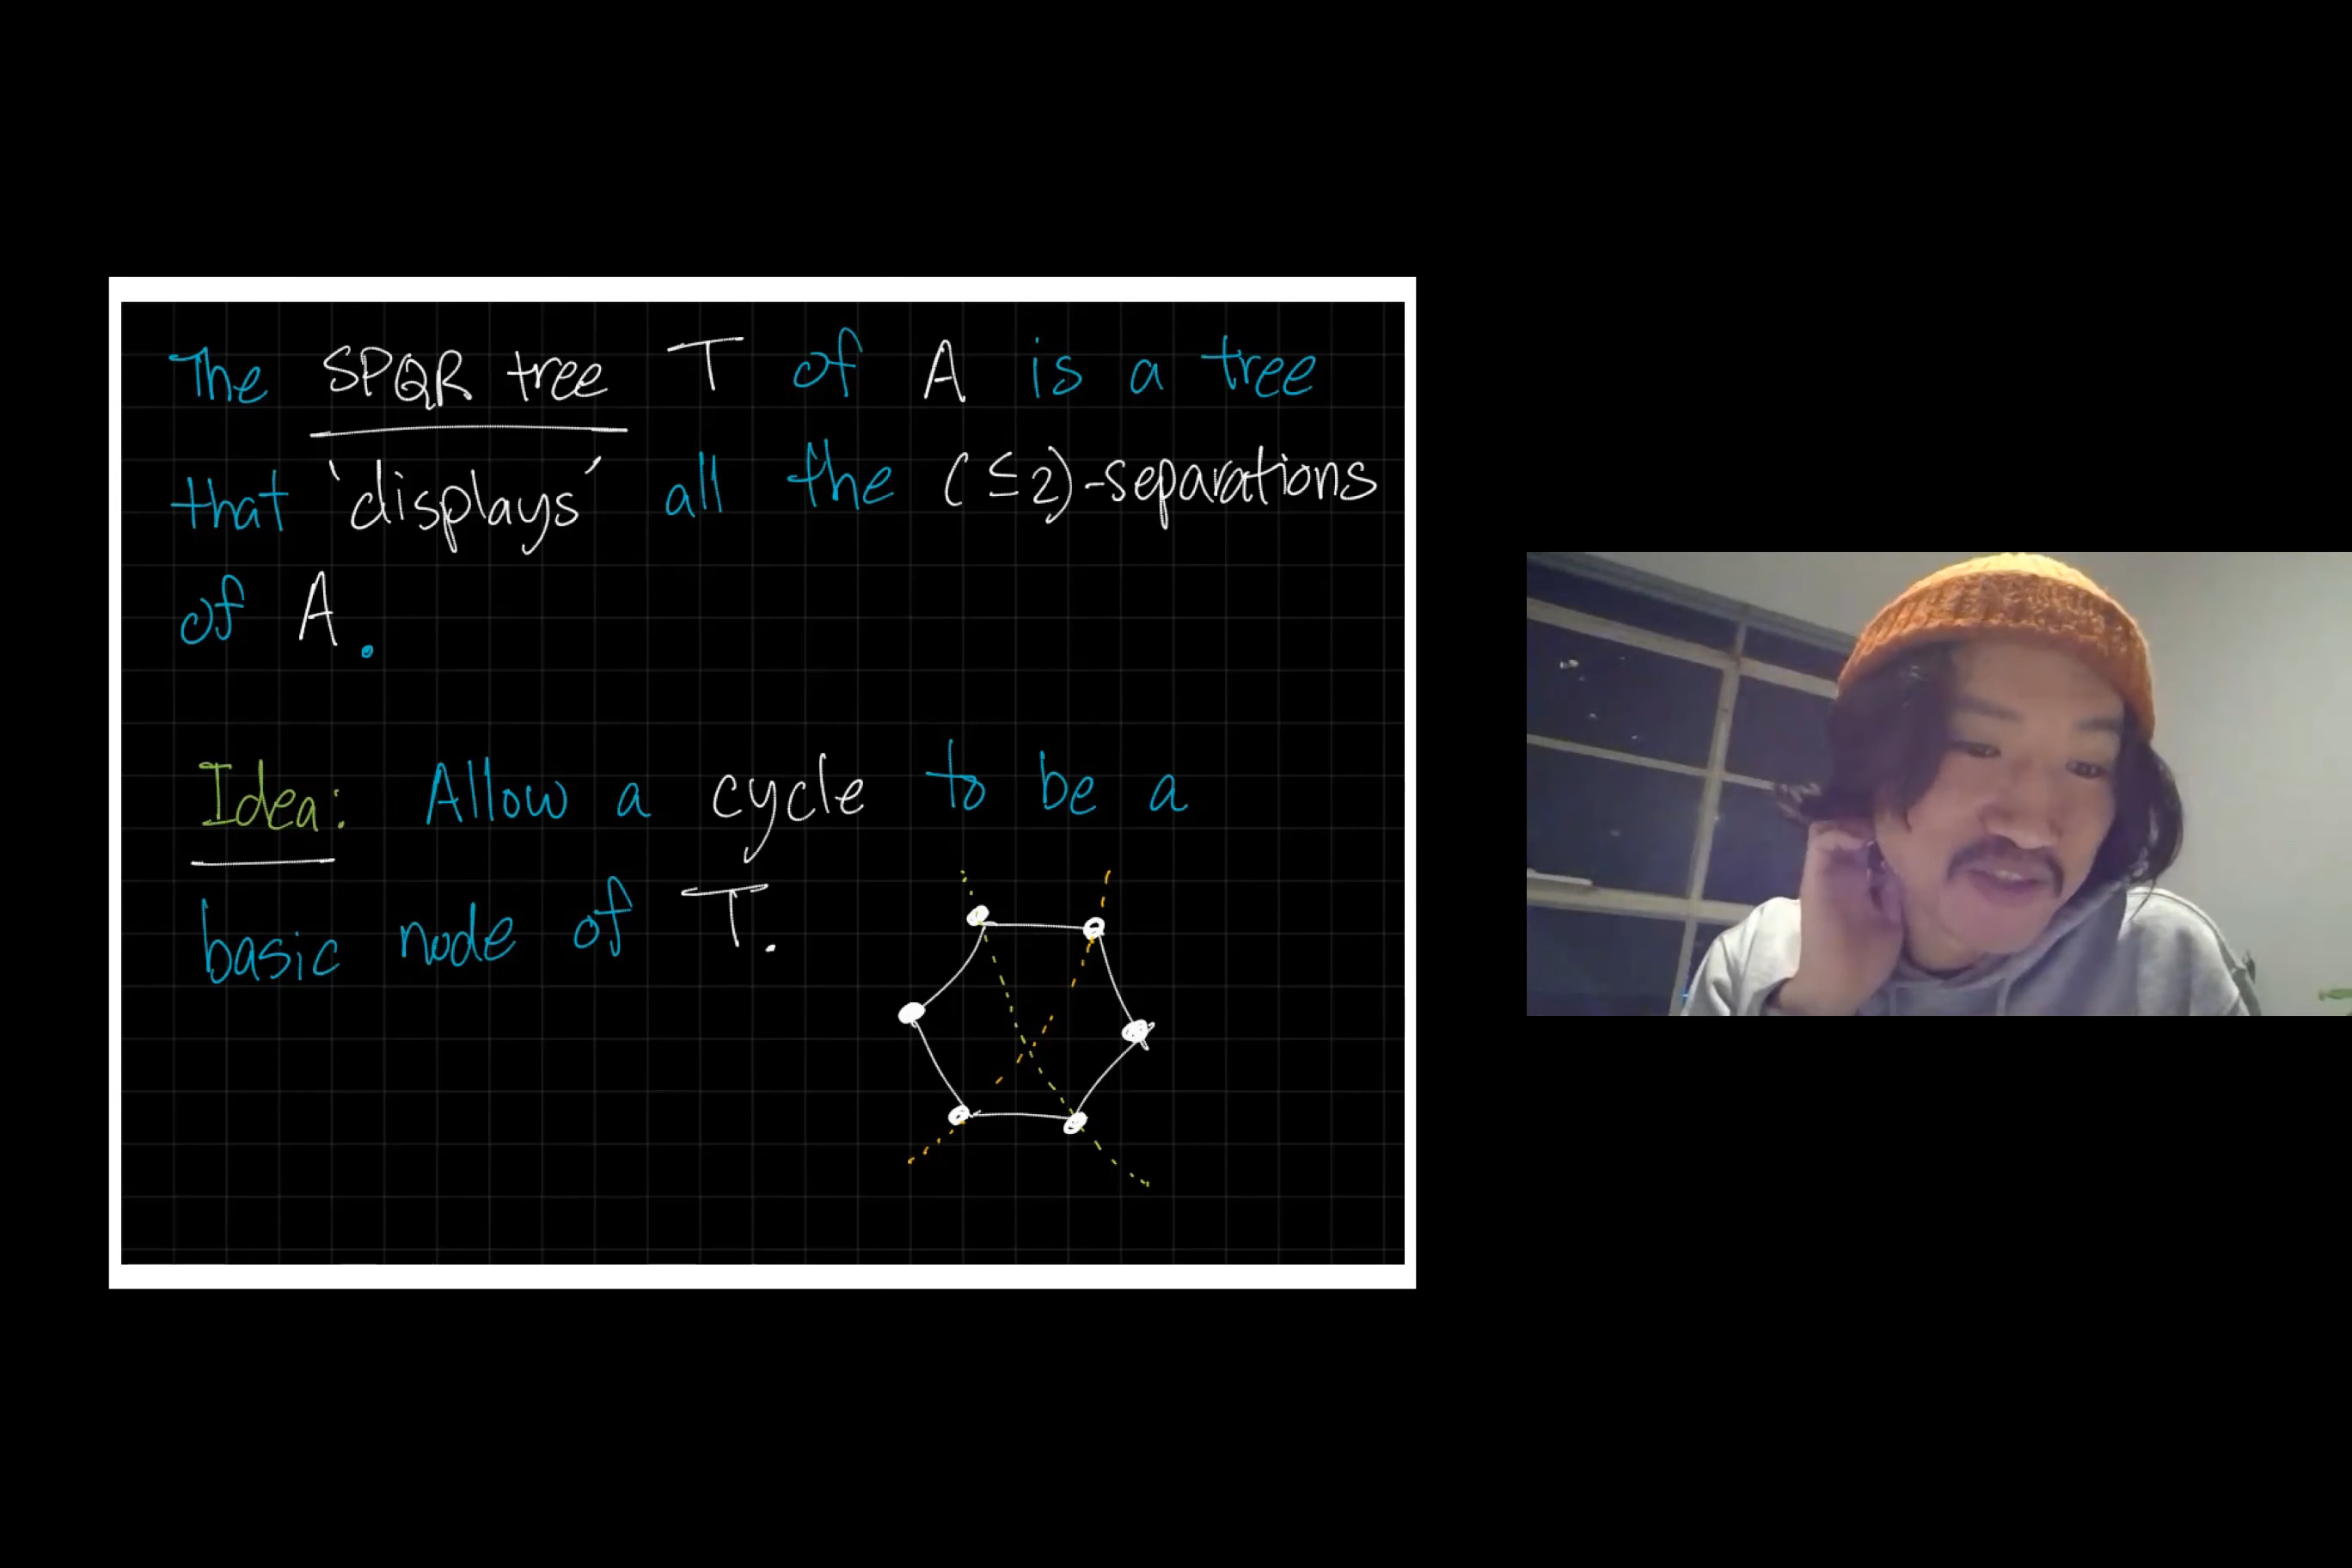 The SPQR tree T of A is a tree
that 'displays' all the (≤2)-separations
of A.
Idea: Allow a cycle to be a
basic node of T.